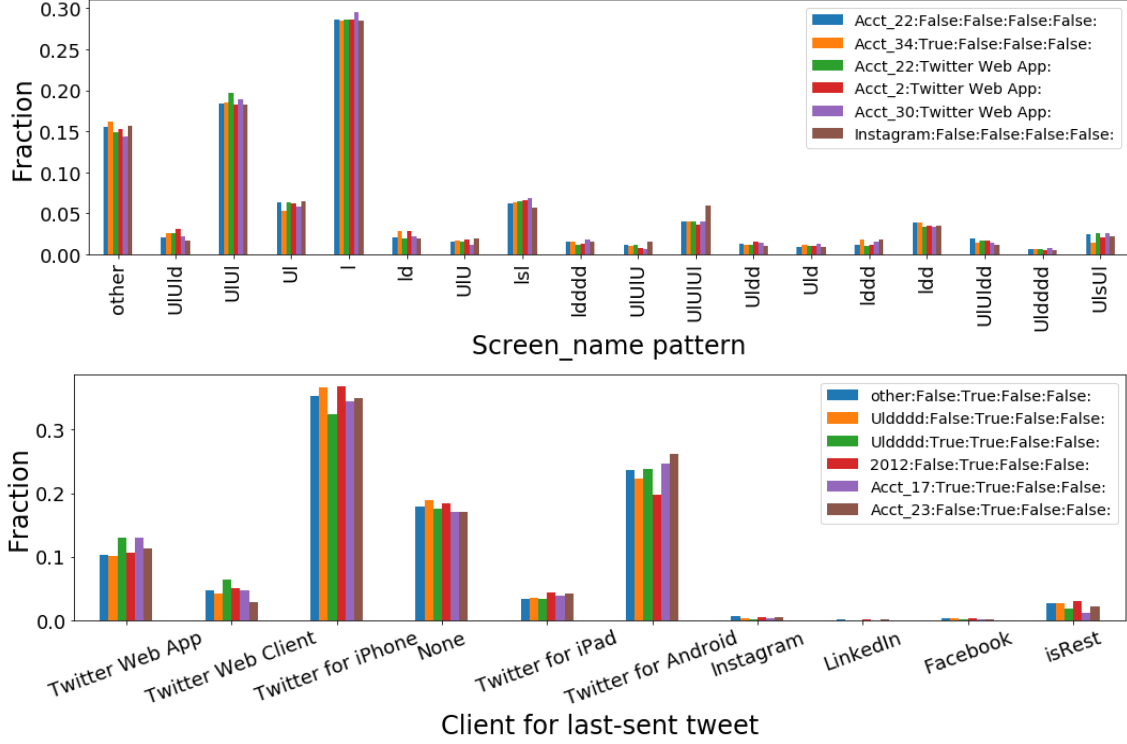 0.30
0.25
0.20
0.15
0.10
0.05
0.00
Fraction
Acct_22:False:False:False:False:
Acct_34:True:False:False:False:
Acct_22:Twitter Web App:
Acct_2:Twitter Web App:
Acct_30:Twitter Web App:
Instagram:False:False:False:False:
other UlUld UlUl Ul l ld UlU lsl ldddd UlUlU UlUlUl Uldd Uld lddd ldd UlUldd Uldddd UlsUl
Screen_name pattern
0.3
0.2
0.1
0.0
Fraction
other:False:True:False:False:
Uldddd:False:True:False:False:
Uldddd:True:True:False:False:
2012:False:True:False:False:
Acct_17:True:True:False:False:
Acct_23:False:True:False:False:
Twitter Web App Twitter Web Client Twitter for iPhone None Twitter for iPad Twitter for Android Instagram LinkedIn Facebook isRest
Client for last-sent tweet